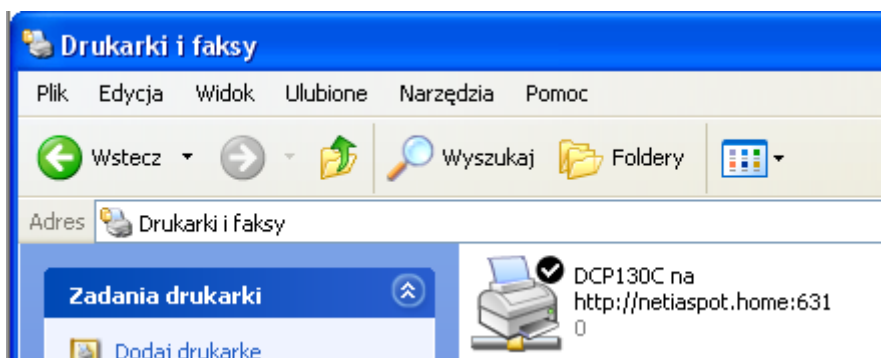 Drukarki i faksy
Plik Edycja Widok Ulubione Narzędzia Pomoc
Wstecz Wyszukaj Foldery
Adres Drukarki i faksy
Zadania drukarki
Dodaj drukarkę
DCP130C na
http://netiaspot.home:631
0